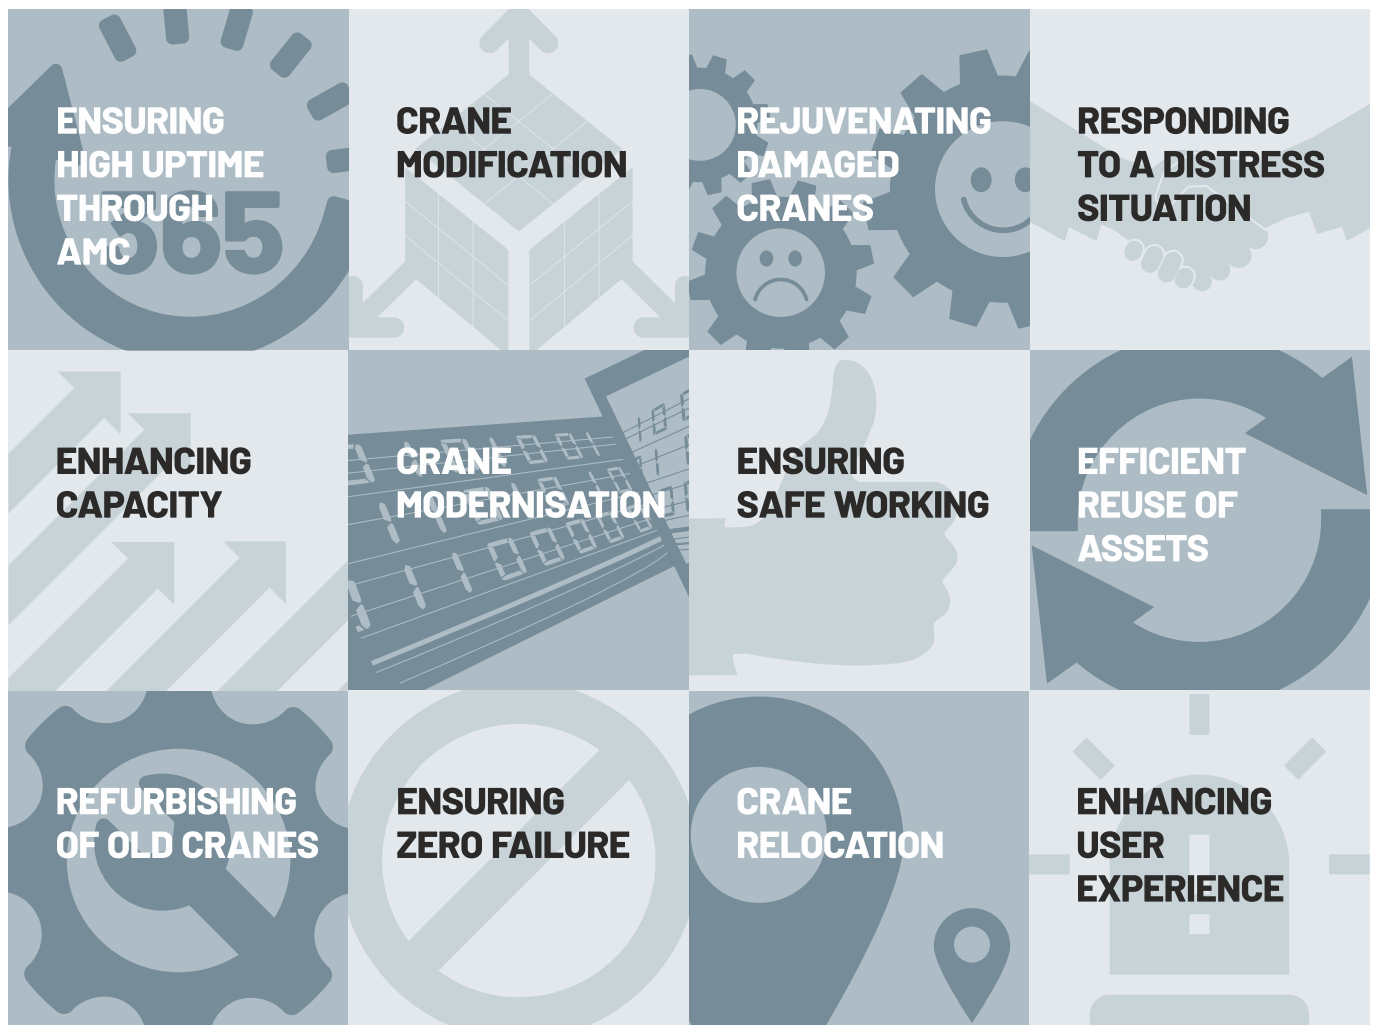 ENSURING
HIGH UPTIME
THROUGH
AMC
365
CRANE
MODIFICATION
REJUVENATING
DAMAGED
CRANES
RESPONDING
TO A DISTRESS
SITUATION
ENHANCING
CAPACITY
CRANE
MODERNISATION
ENSURING
SAFE WORKING
EFFICIENT
REUSE OF
ASSETS
REFURBISHING
OF OLD CRANES
ENSURING
ZERO FAILURE
CRANE
RELOCATION
ENHANCING
USER
EXPERIENCE
!